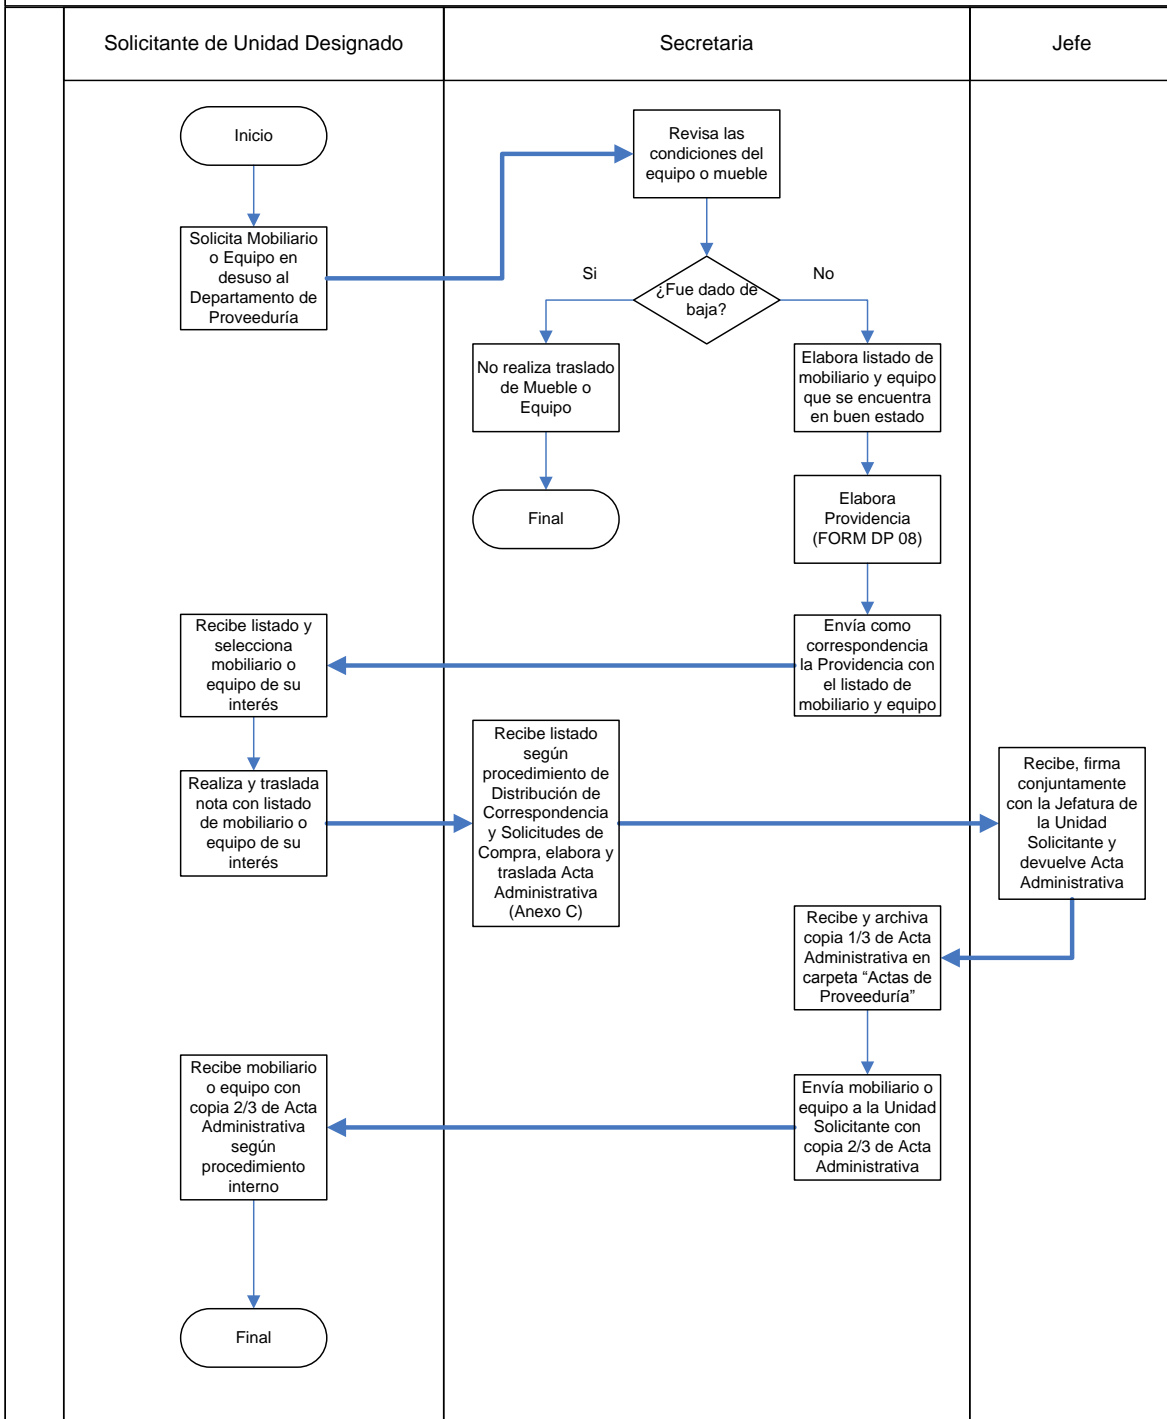 Solicitante de Unidad Designado
Secretaria
Jefe
Inicio
Revisa las
condiciones del
equipo o mueble
Solicita Mobiliario
o Equipo en
desuso al
Departamento de
Proveeduría
Si
No
¿Fue dado de
baja?
No realiza traslado
de Mueble o
Equipo
Elabora listado de
mobiliario y equipo
que se encuentra
en buen estado
Final
Elabora
Providencia
(FORM DP 08)
Envía como
correspondencia
la Providencia con
el listado de
mobiliario y equipo
Recibe listado y
selecciona
mobiliario o
equipo de su
interés
Realiza y traslada
nota con listado
de mobiliario o
equipo de su
interés
Recibe listado
según
procedimiento de
Distribución de
Correspondencia
y Solicitudes de
Compra, elabora y
traslada Acta
Administrativa
(Anexo C)
Recibe, firma
conjuntamente
con la Jefatura de
la Unidad
Solicitante y
devuelve Acta
Administrativa
Recibe y archiva
copia 1/3 de Acta
Administrativa en
carpeta “Actas de
Proveeduría”
Envía mobiliario o
equipo a la Unidad
Solicitante con
copia 2/3 de Acta
Administrativa
Recibe mobiliario
o equipo con
copia 2/3 de Acta
Administrativa
según
procedimiento
interno
Final